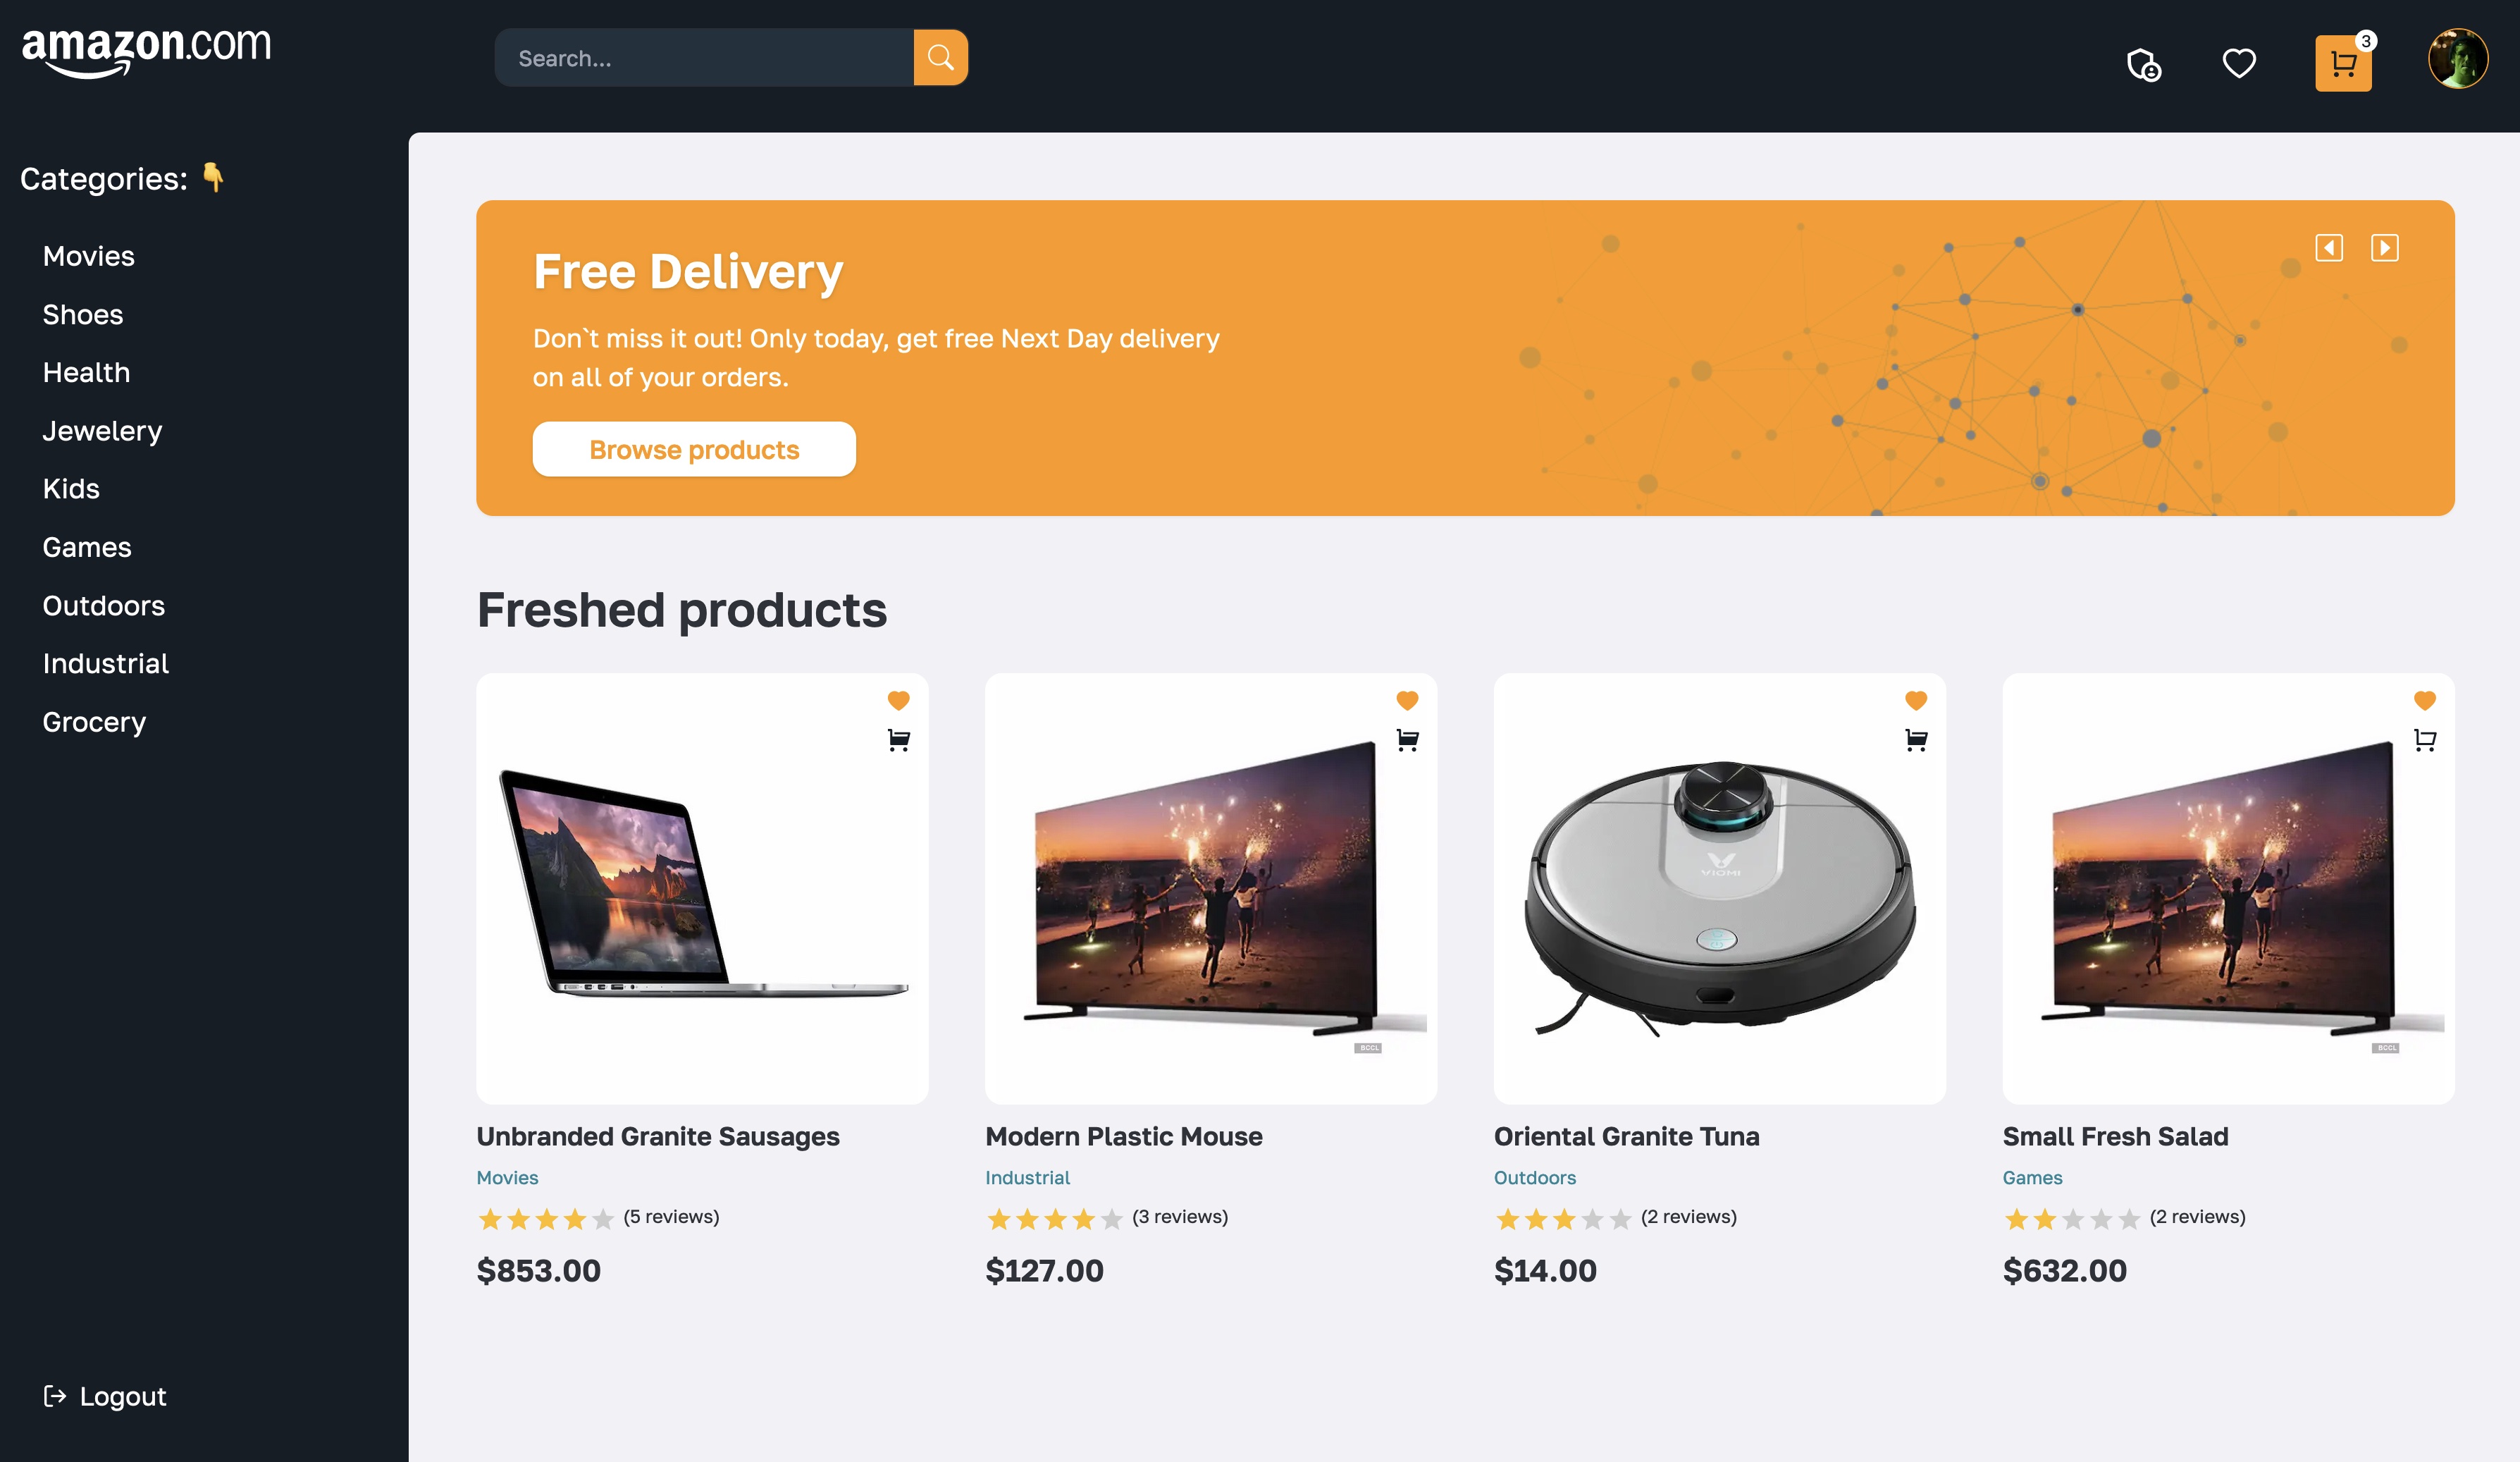 amazon.com
Search...
3
Categories: 👇
Movies
Shoes
Health
Jewelery
Kids
Games
Outdoors
Industrial
Grocery
Logout
Free Delivery
Don`t miss it out! Only today, get free Next Day delivery
on all of your orders.
Browse products
Freshed products
VIOMI
BCCL
BCCL
Unbranded Granite Sausages
Movies
(5 reviews)
$853.00
Modern Plastic Mouse
Industrial
(3 reviews)
$127.00
Oriental Granite Tuna
Outdoors
(2 reviews)
$14.00
Small Fresh Salad
Games
(2 reviews)
$632.00